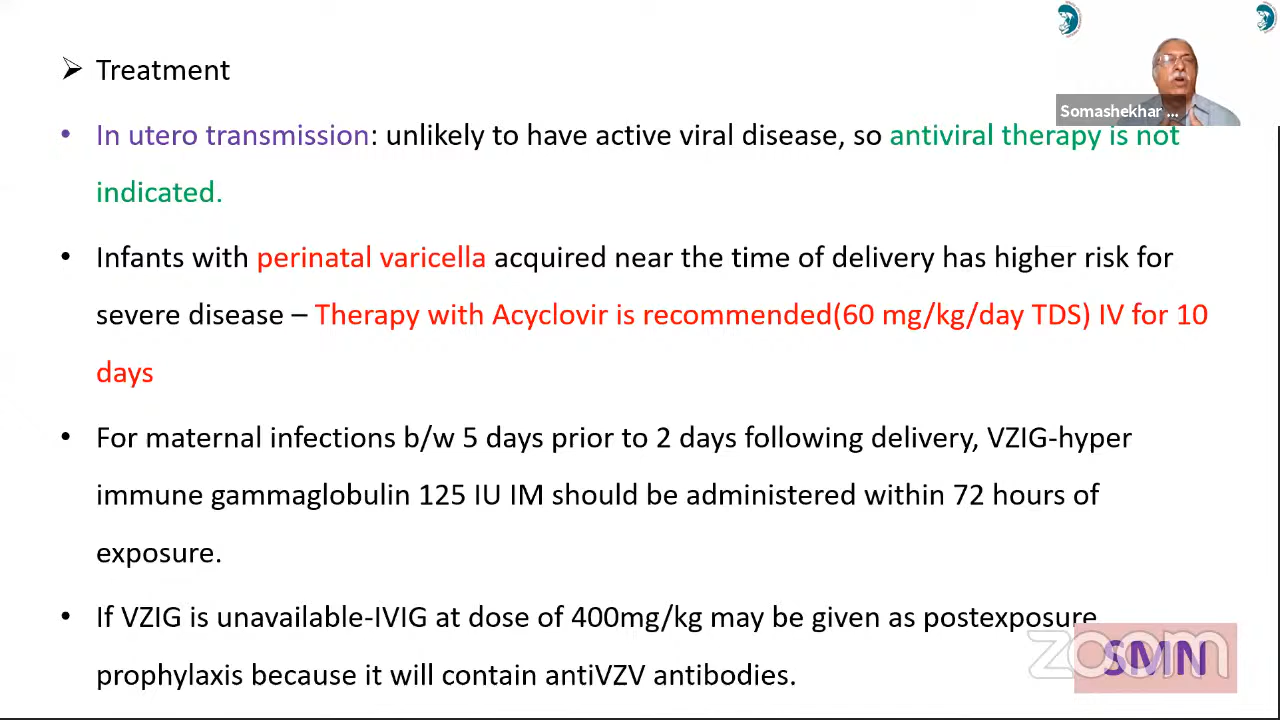 ➢ Treatment
• In utero transmission: unlikely to have active viral disease, so antiviral therapy is not
indicated.
• Infants with perinatal varicella acquired near the time of delivery has higher risk for
severe disease – Therapy with Acyclovir is recommended(60 mg/kg/day TDS) IV for 10
days
• For maternal infections b/w 5 days prior to 2 days following delivery, VZIG-hyper
immune gammaglobulin 125 IU IM should be administered within 72 hours of
exposure.
• If VZIG is unavailable-IVIG at dose of 400mg/kg may be given as postexposure
prophylaxis because it will contain antiVZV antibodies.
Somashekhar ...
zoom
SMN